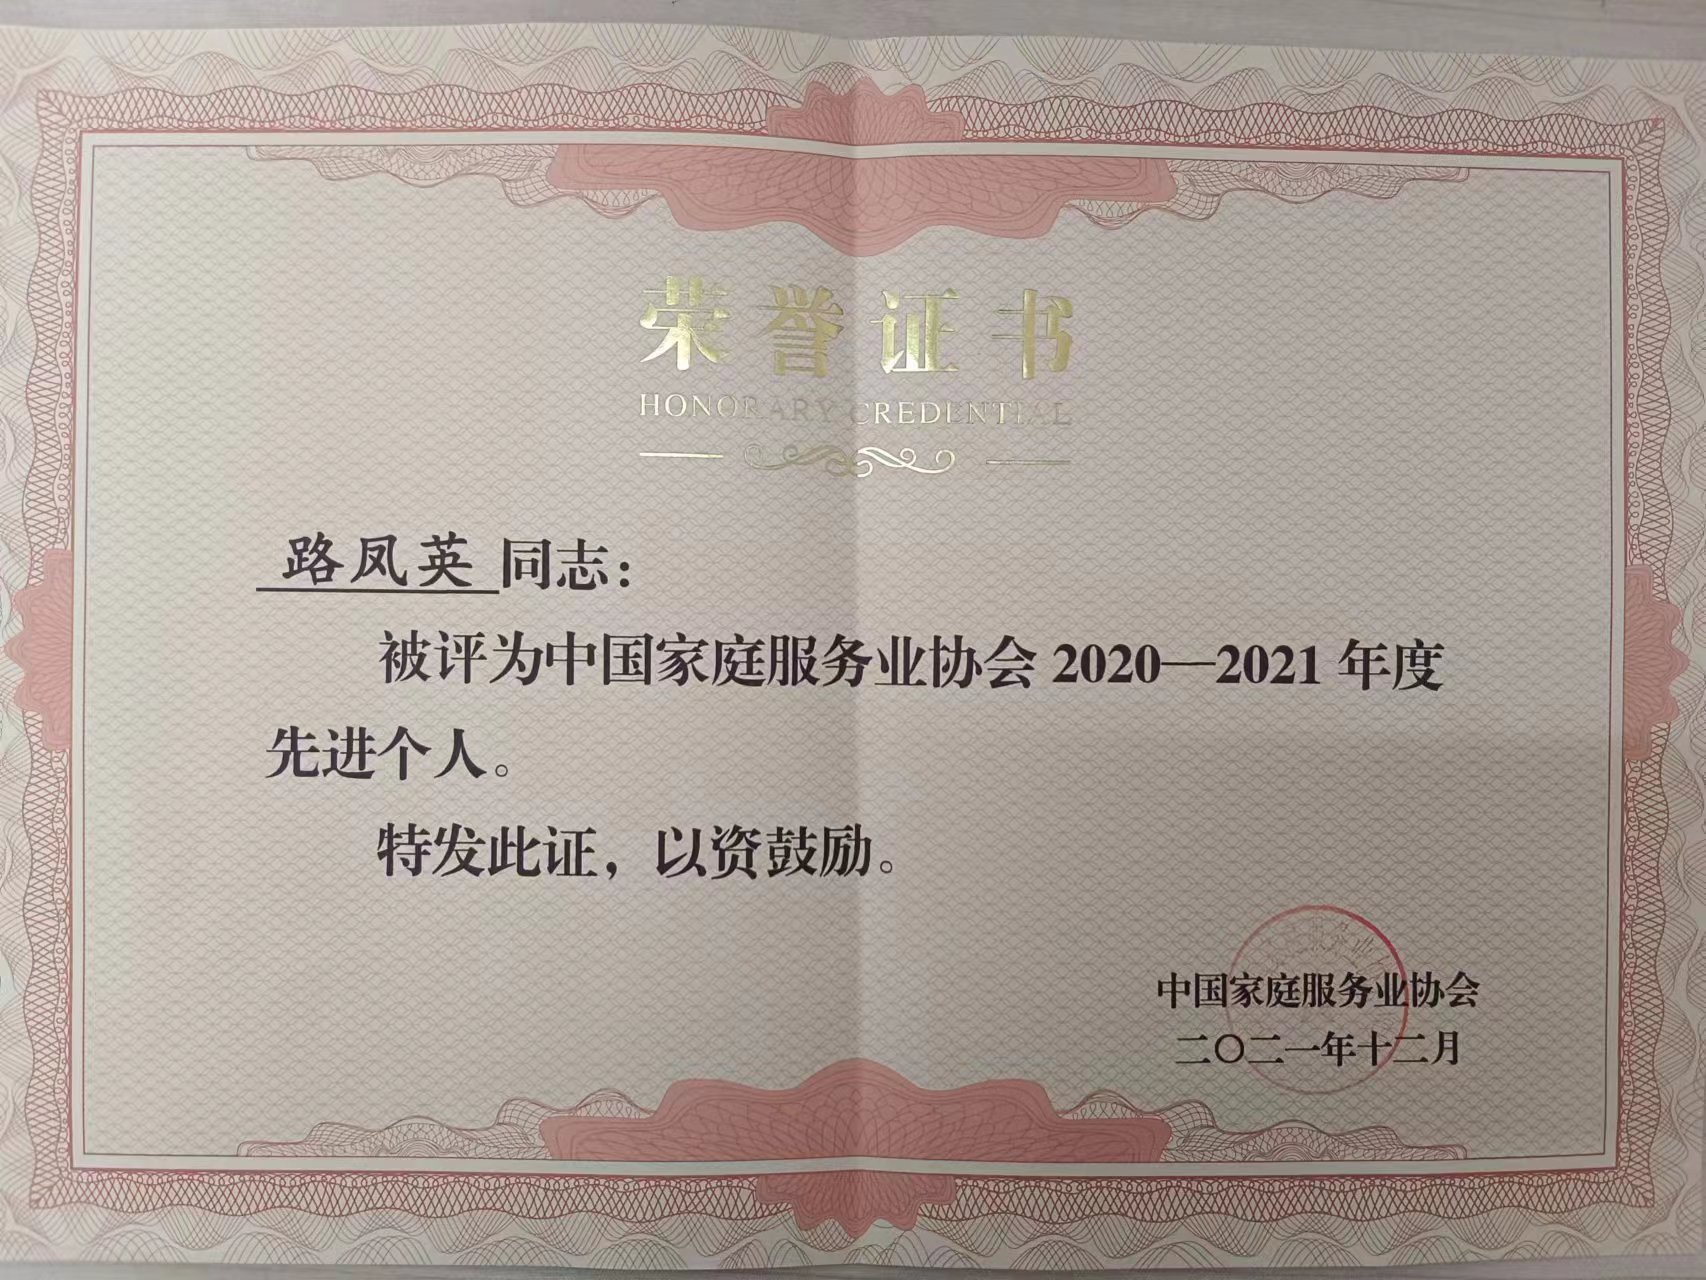 荣誉证书
HONORARY CREDENTIAL
路凤英同志：
被评为中国家庭服务业协会 2020—2021 年度
先进个人。
特发此证，以资鼓励。
中国家庭服务业协会
二〇二一年十二月